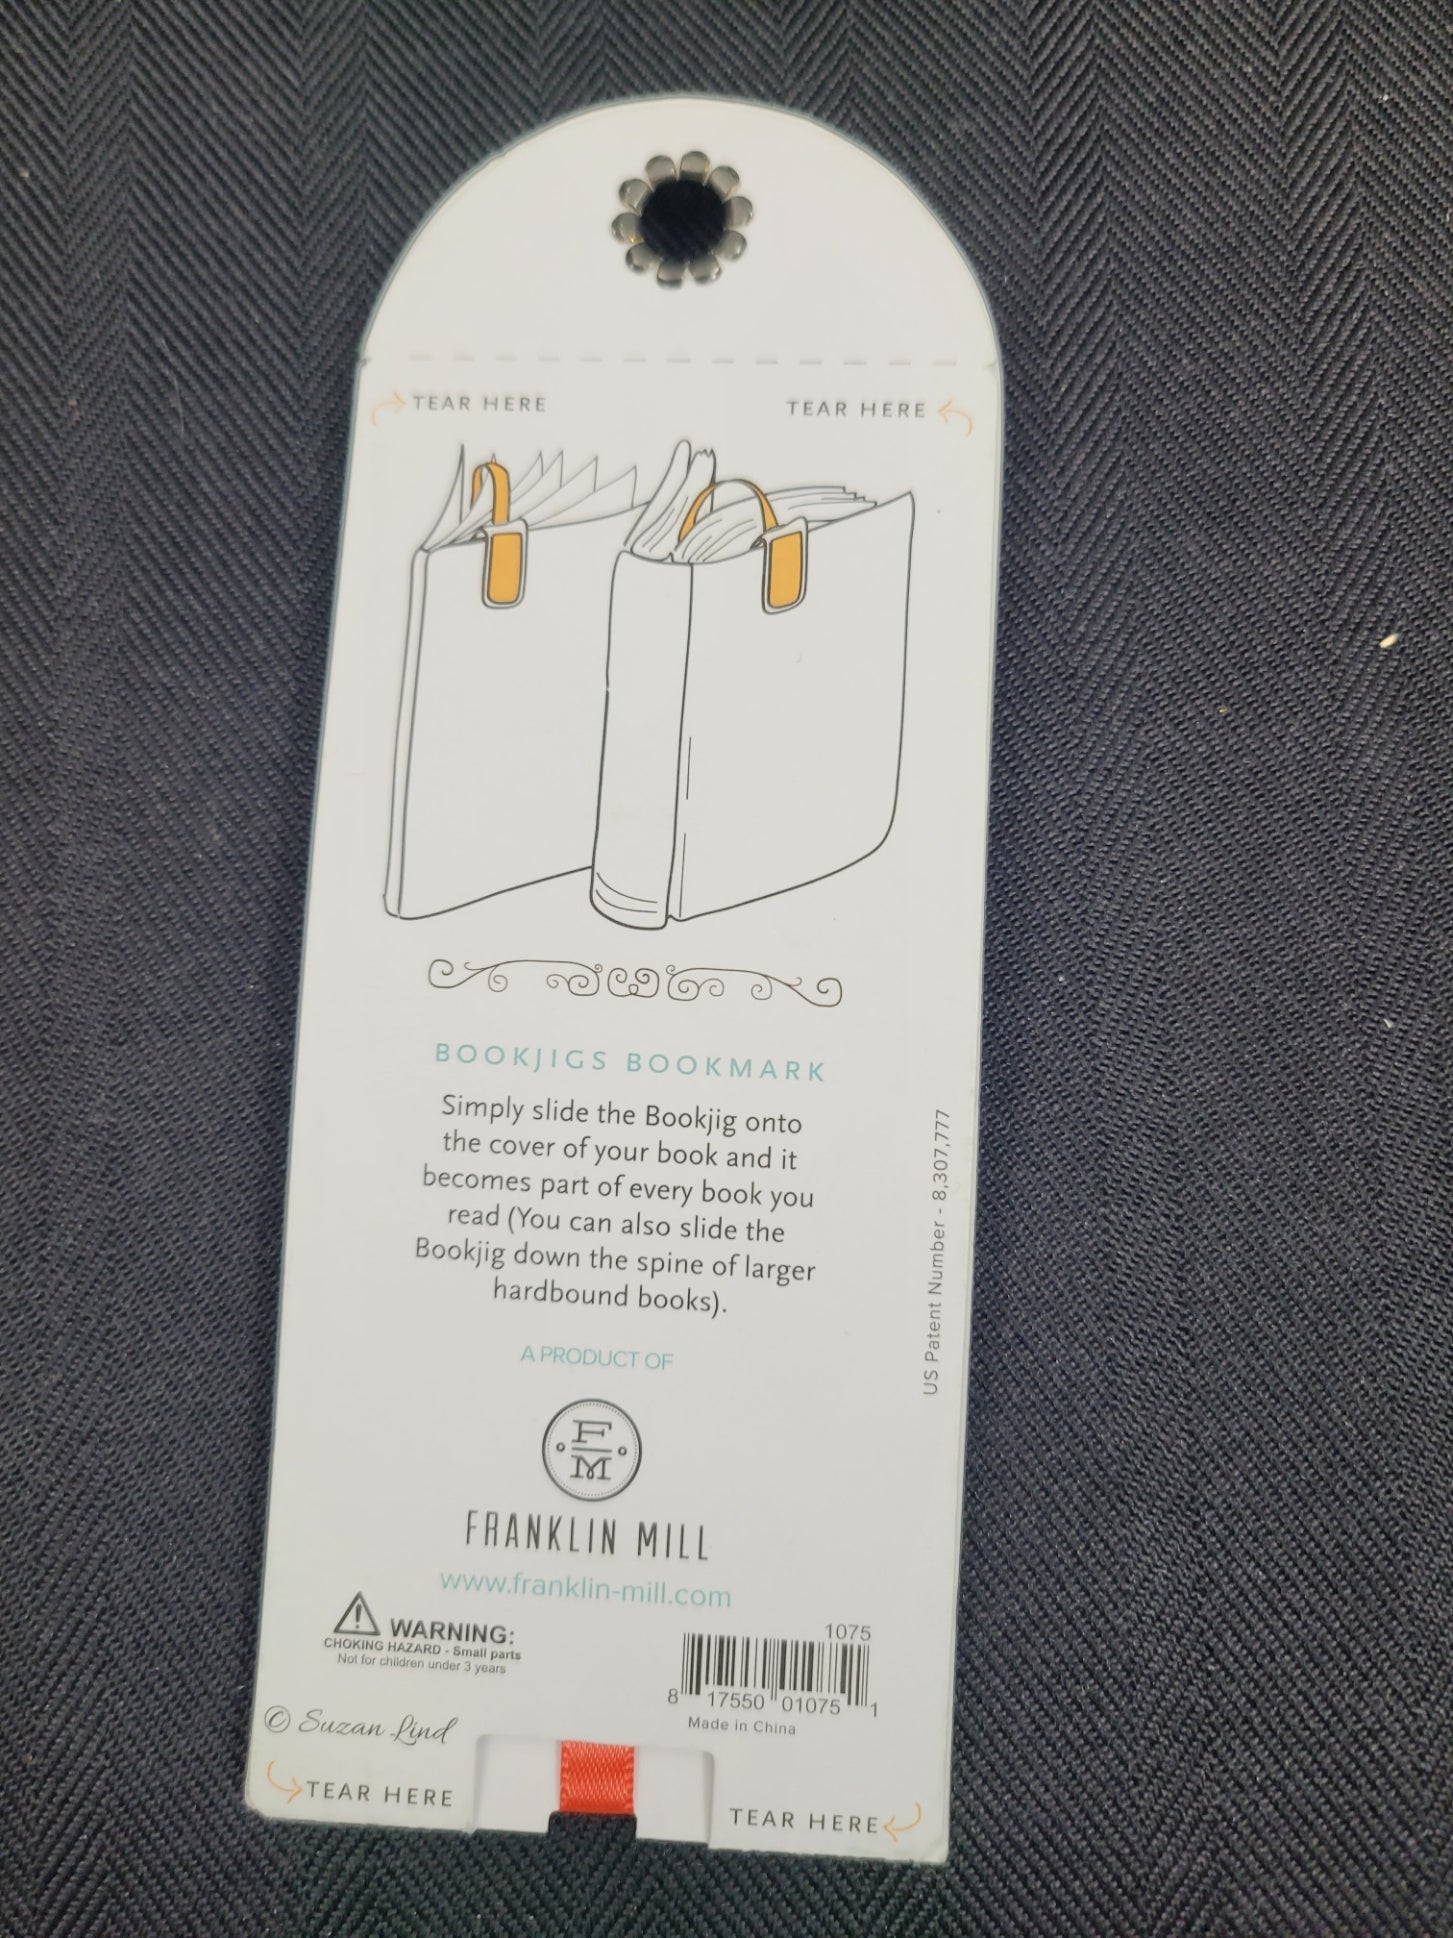 TEAR HERE
TEAR HERE
BOOKJIGS BOOKMARK
Simply slide the Bookjig onto
the cover of your book and it
becomes part of every book you
read (You can also slide the
Bookjig down the spine of larger
hardbound books).
US Patent Number - 8,307,777
A PRODUCT OF
F
M
FRANKLIN MILL
www.franklin-mill.com
WARNING:
CHOKING HAZARD - Small parts
Not for children under 3 years
1075
8 17550 01075 1
Made in China
© Suzan Lind
TEAR HERE
TEAR HERE